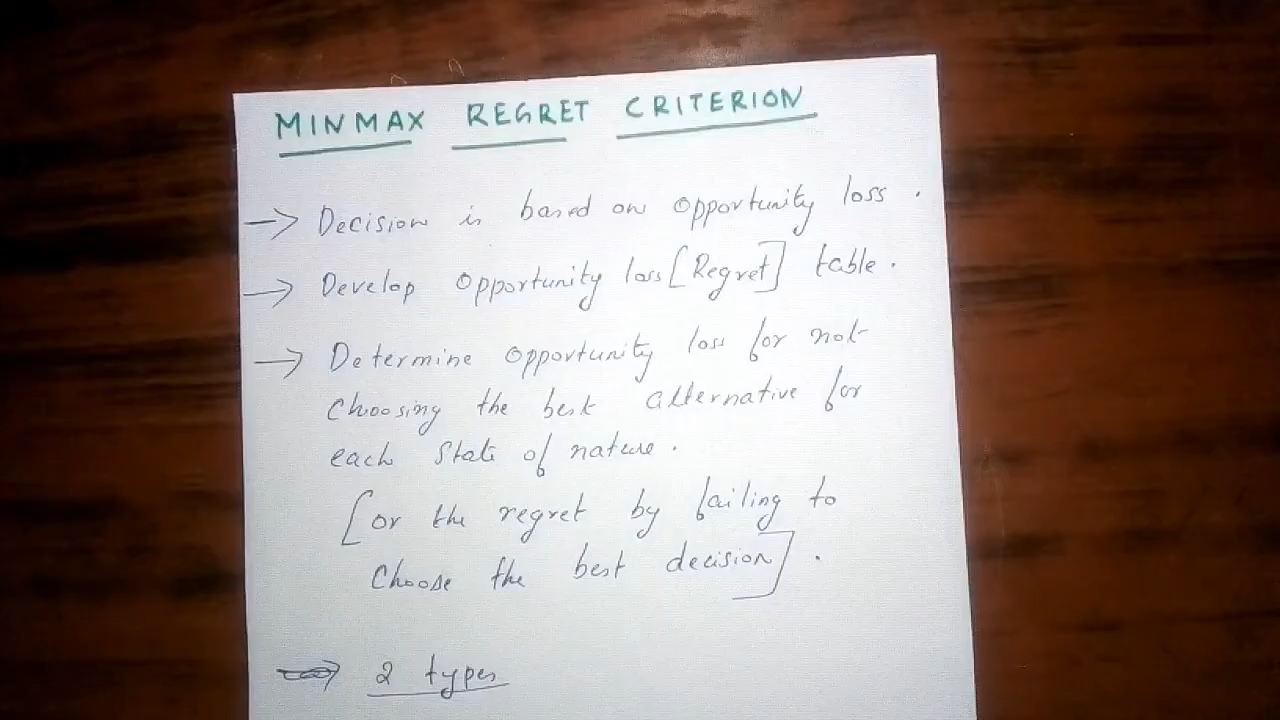 MINMAX REGRET CRITERION
→ Decision is based on opportunity loss.
→ Develop opportunity loss [Regret] table.
→ Determine opportunity loss for not
choosing the best alternative for
each state of nature.
[or the regret by failing to
choose the best decision].
⇒ 2 types